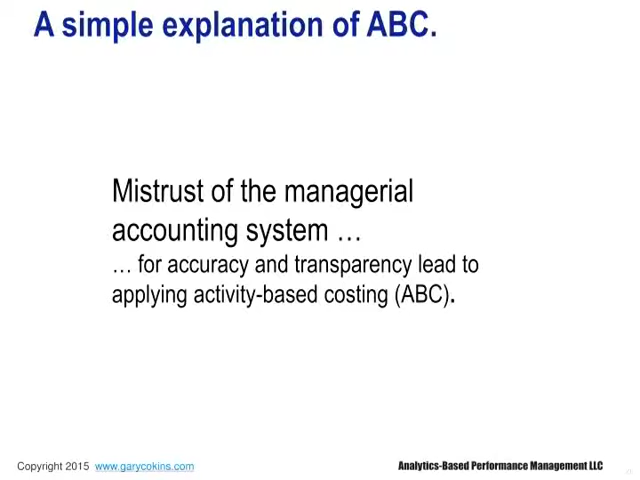 A simple explanation of ABC.
Mistrust of the managerial
accounting system …
… for accuracy and transparency lead to
applying activity-based costing (ABC).
Copyright 2015 www.garycokins.com
Analytics-Based Performance Management LLC